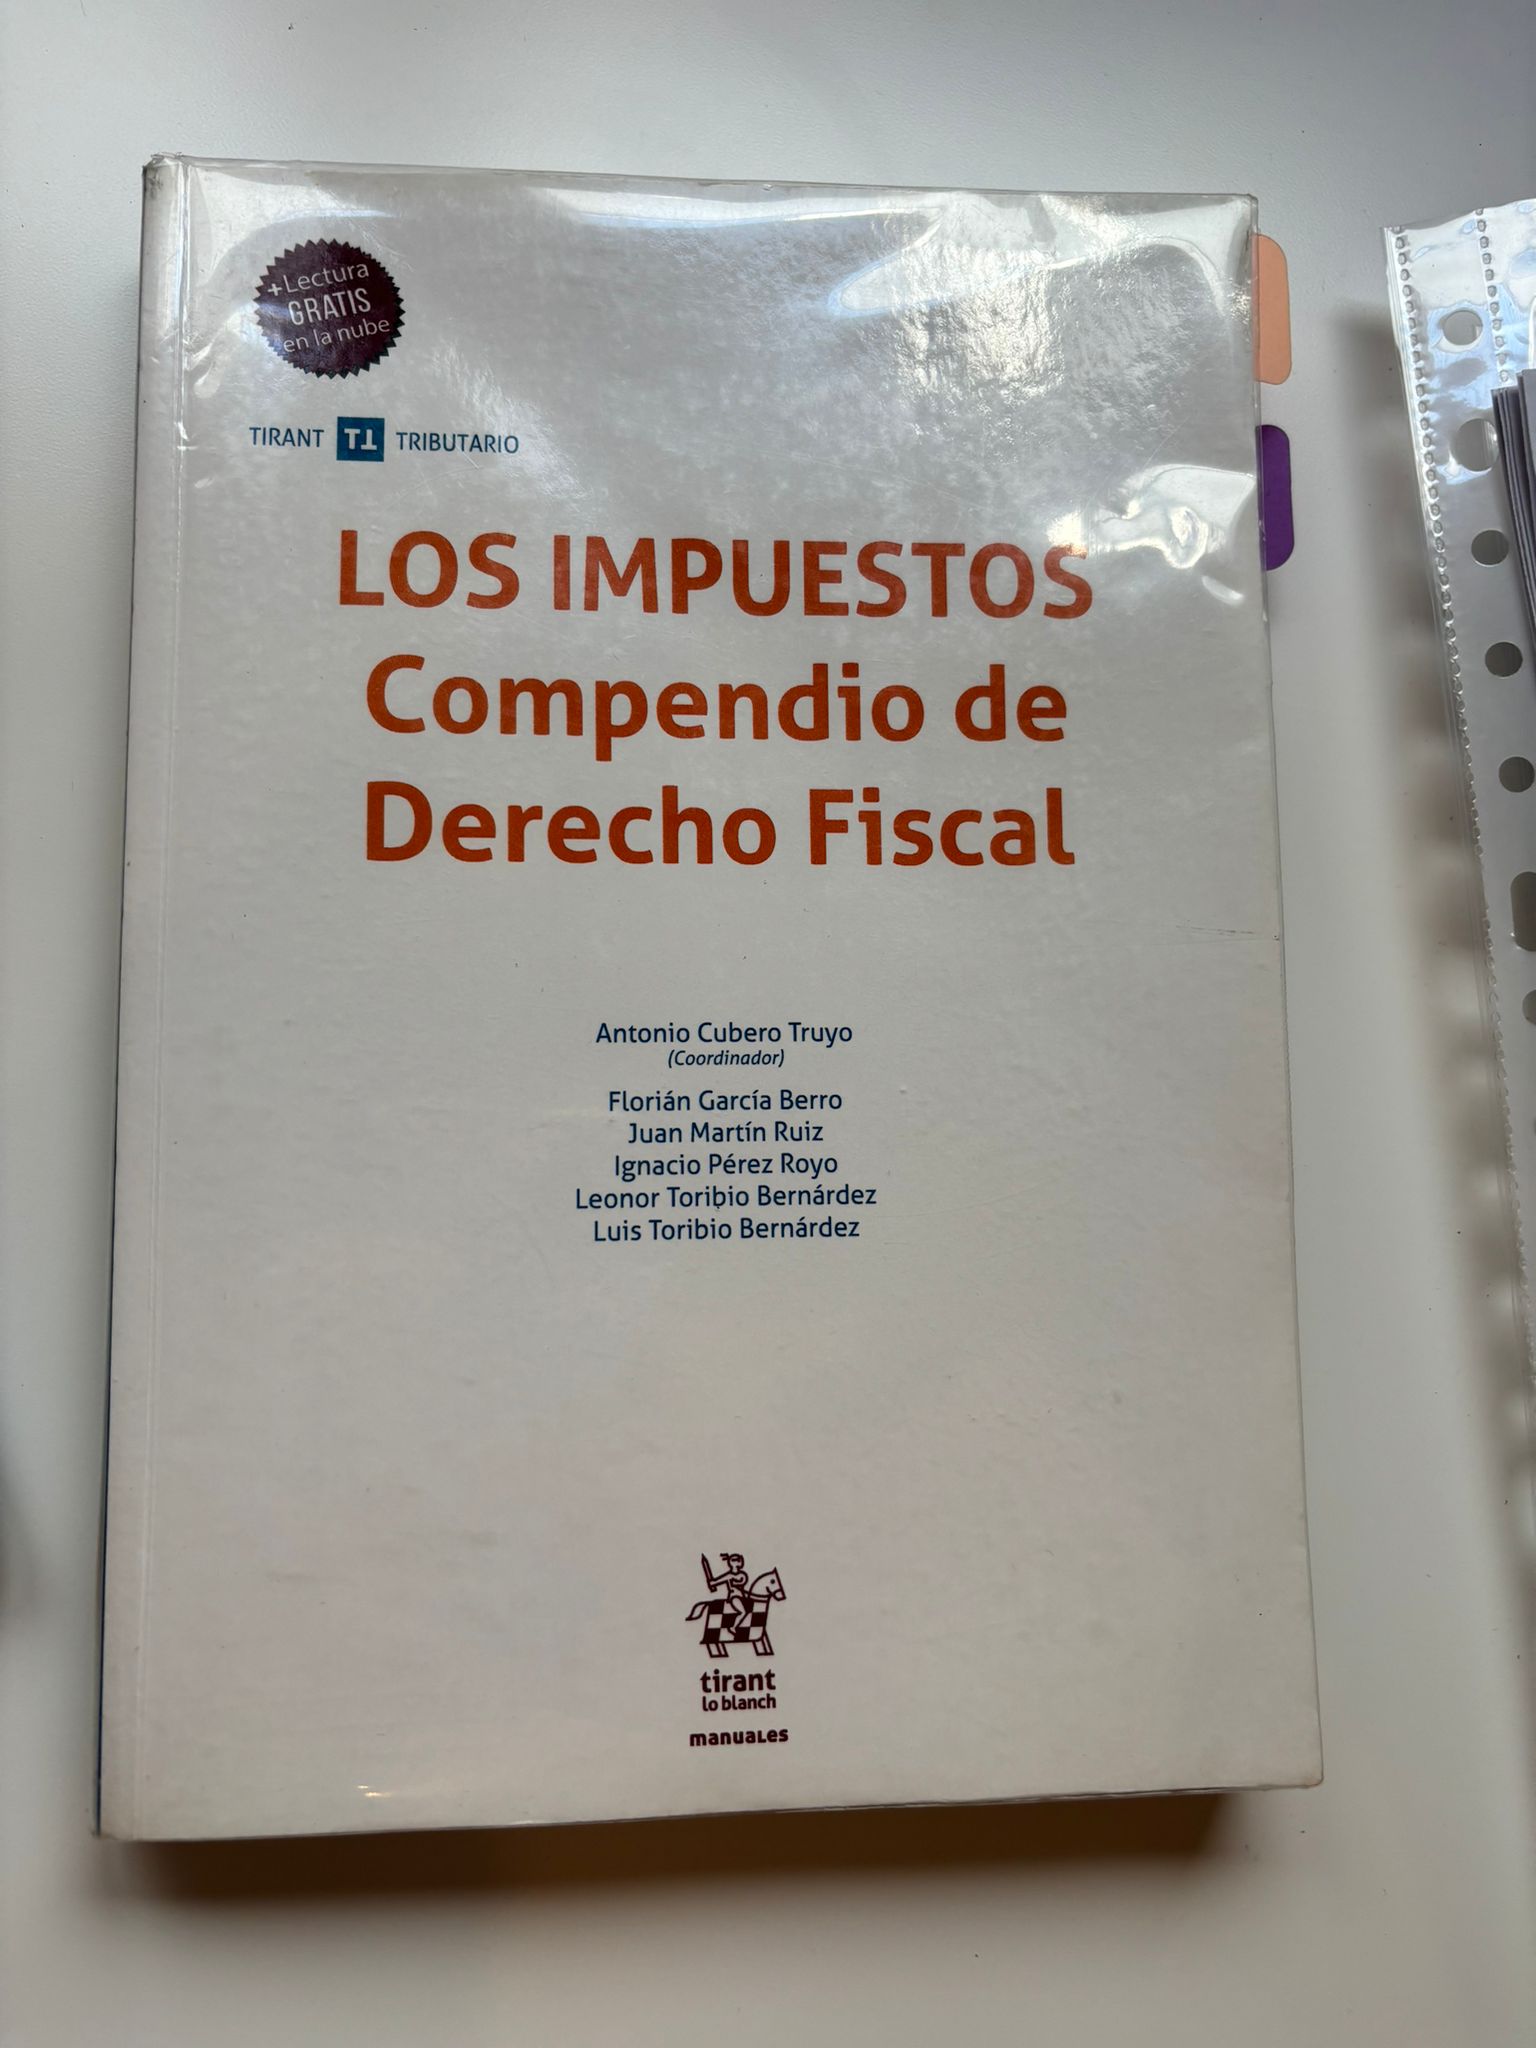 +Lectura
GRATIS
en la nube
TIRANT TRIBUTARIO
LOS IMPUESTOS
Compendio de
Derecho Fiscal
Antonio Cubero Truyo
(Coordinador)
Florián García Berro
Juan Martín Ruiz
Ignacio Pérez Royo
Leonor Toribio Bernárdez
Luis Toribio Bernárdez
tirant
lo blanch
manuales